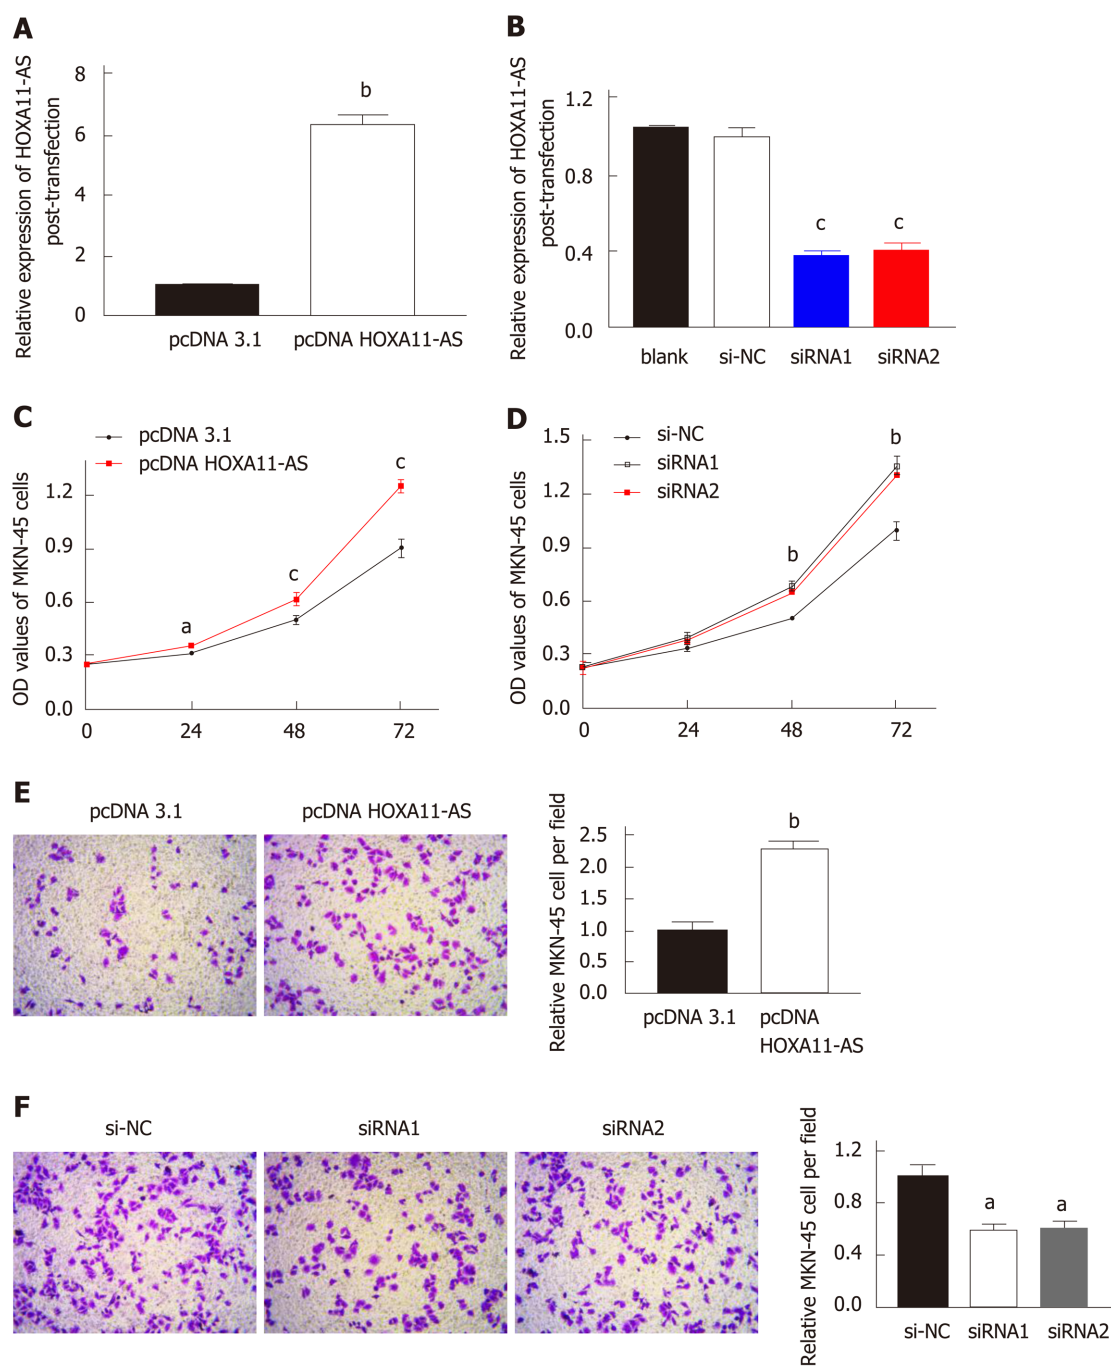 A
Relative expression of HOXA11-AS
post-transfection
8
6
4
2
0
b
pcDNA 3.1
pcDNA HOXA11-AS
B
Relative expression of HOXA11-AS
post-transfection
1.2
0.8
0.4
0.0
c
c
blank
si-NC
siRNA1
siRNA2
C
pcDNA 3.1
pcDNA HOXA11-AS
OD values of MKN-45 cells
1.2
0.9
0.6
0.3
0.0
a
c
c
0
24
48
72
D
si-NC
siRNA1
siRNA2
OD values of MKN-45 cells
1.5
1.2
0.9
0.6
0.3
0.0
b
b
0
24
48
72
E
pcDNA 3.1
pcDNA HOXA11-AS
Relative MKN-45 cell per field
2.5
2.0
1.5
1.0
0.5
0.0
b
pcDNA 3.1
pcDNA
HOXA11-AS
F
si-NC
siRNA1
siRNA2
Relative MKN-45 cell per field
1.2
0.8
0.4
0.0
a
a
si-NC
siRNA1
siRNA2